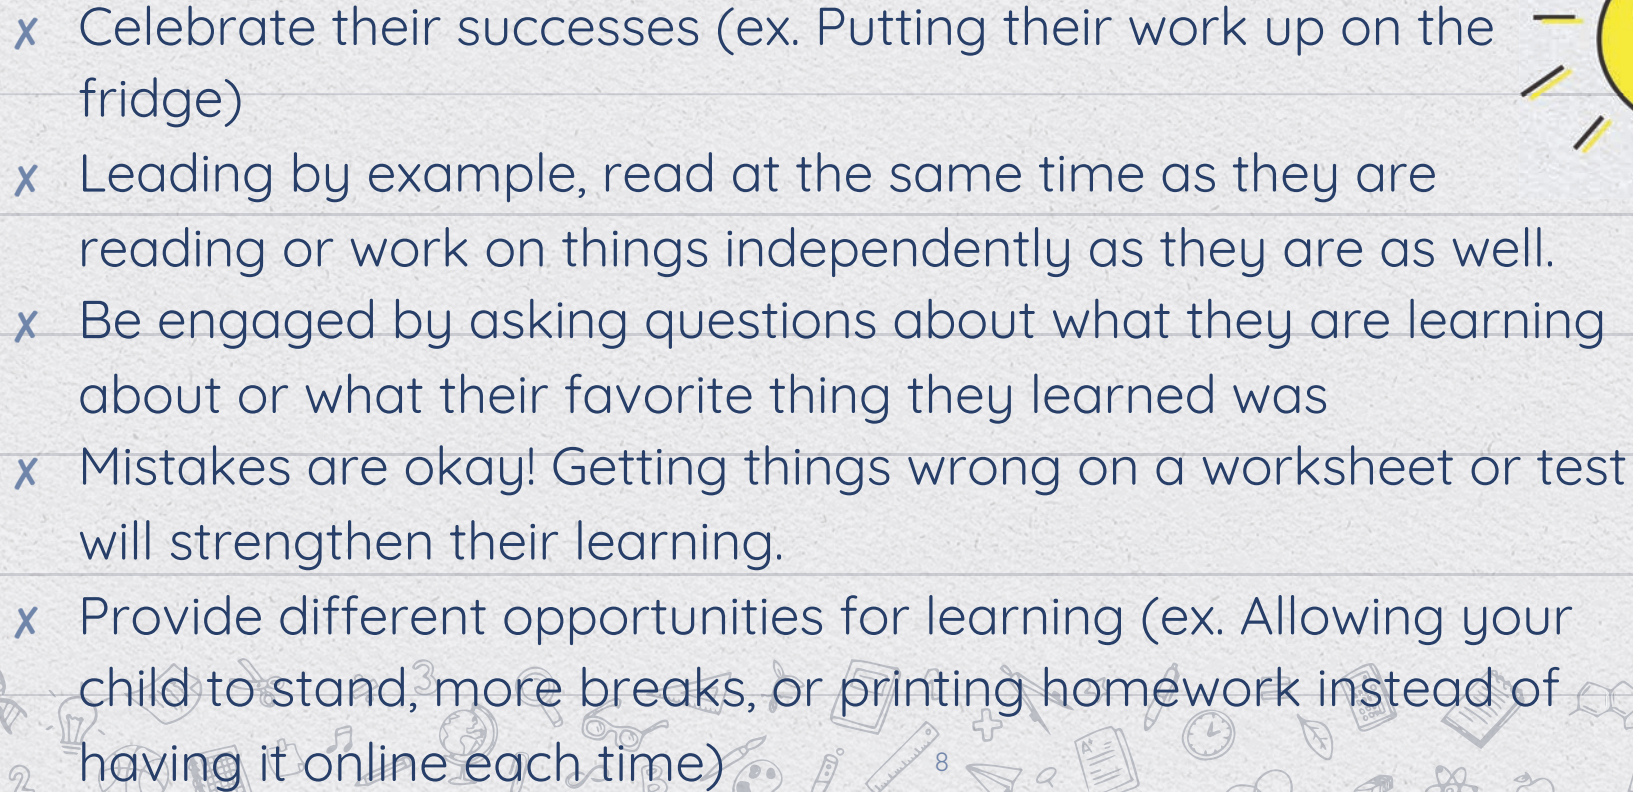 ✗ Celebrate their successes (ex. Putting their work up on the
fridge)
✗ Leading by example, read at the same time as they are
reading or work on things independently as they are as well.
✗ Be engaged by asking questions about what they are learning
about or what their favorite thing they learned was
✗ Mistakes are okay! Getting things wrong on a worksheet or test
will strengthen their learning.
✗ Provide different opportunities for learning (ex. Allowing your
child to stand, more breaks, or printing homework instead of
having it online each time)
8